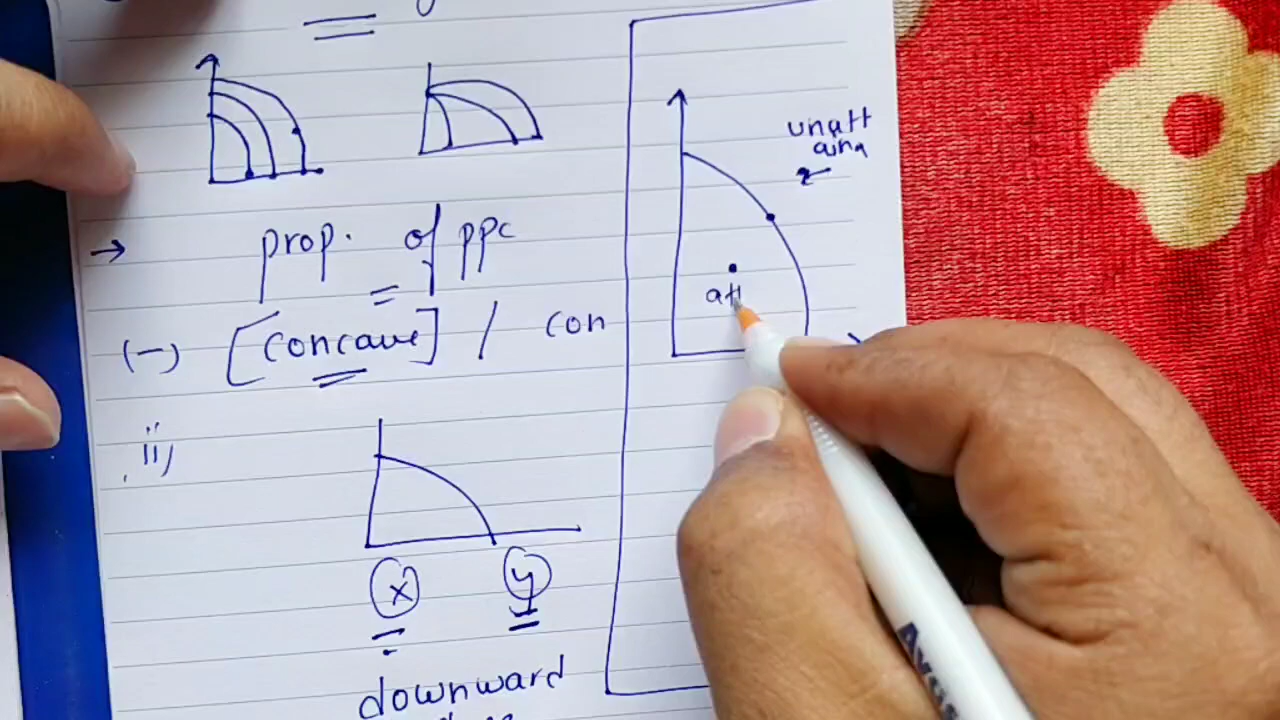 → prop. of ppc
(-) [concave] / con
ii)
x y
downward
unatt
aina
att